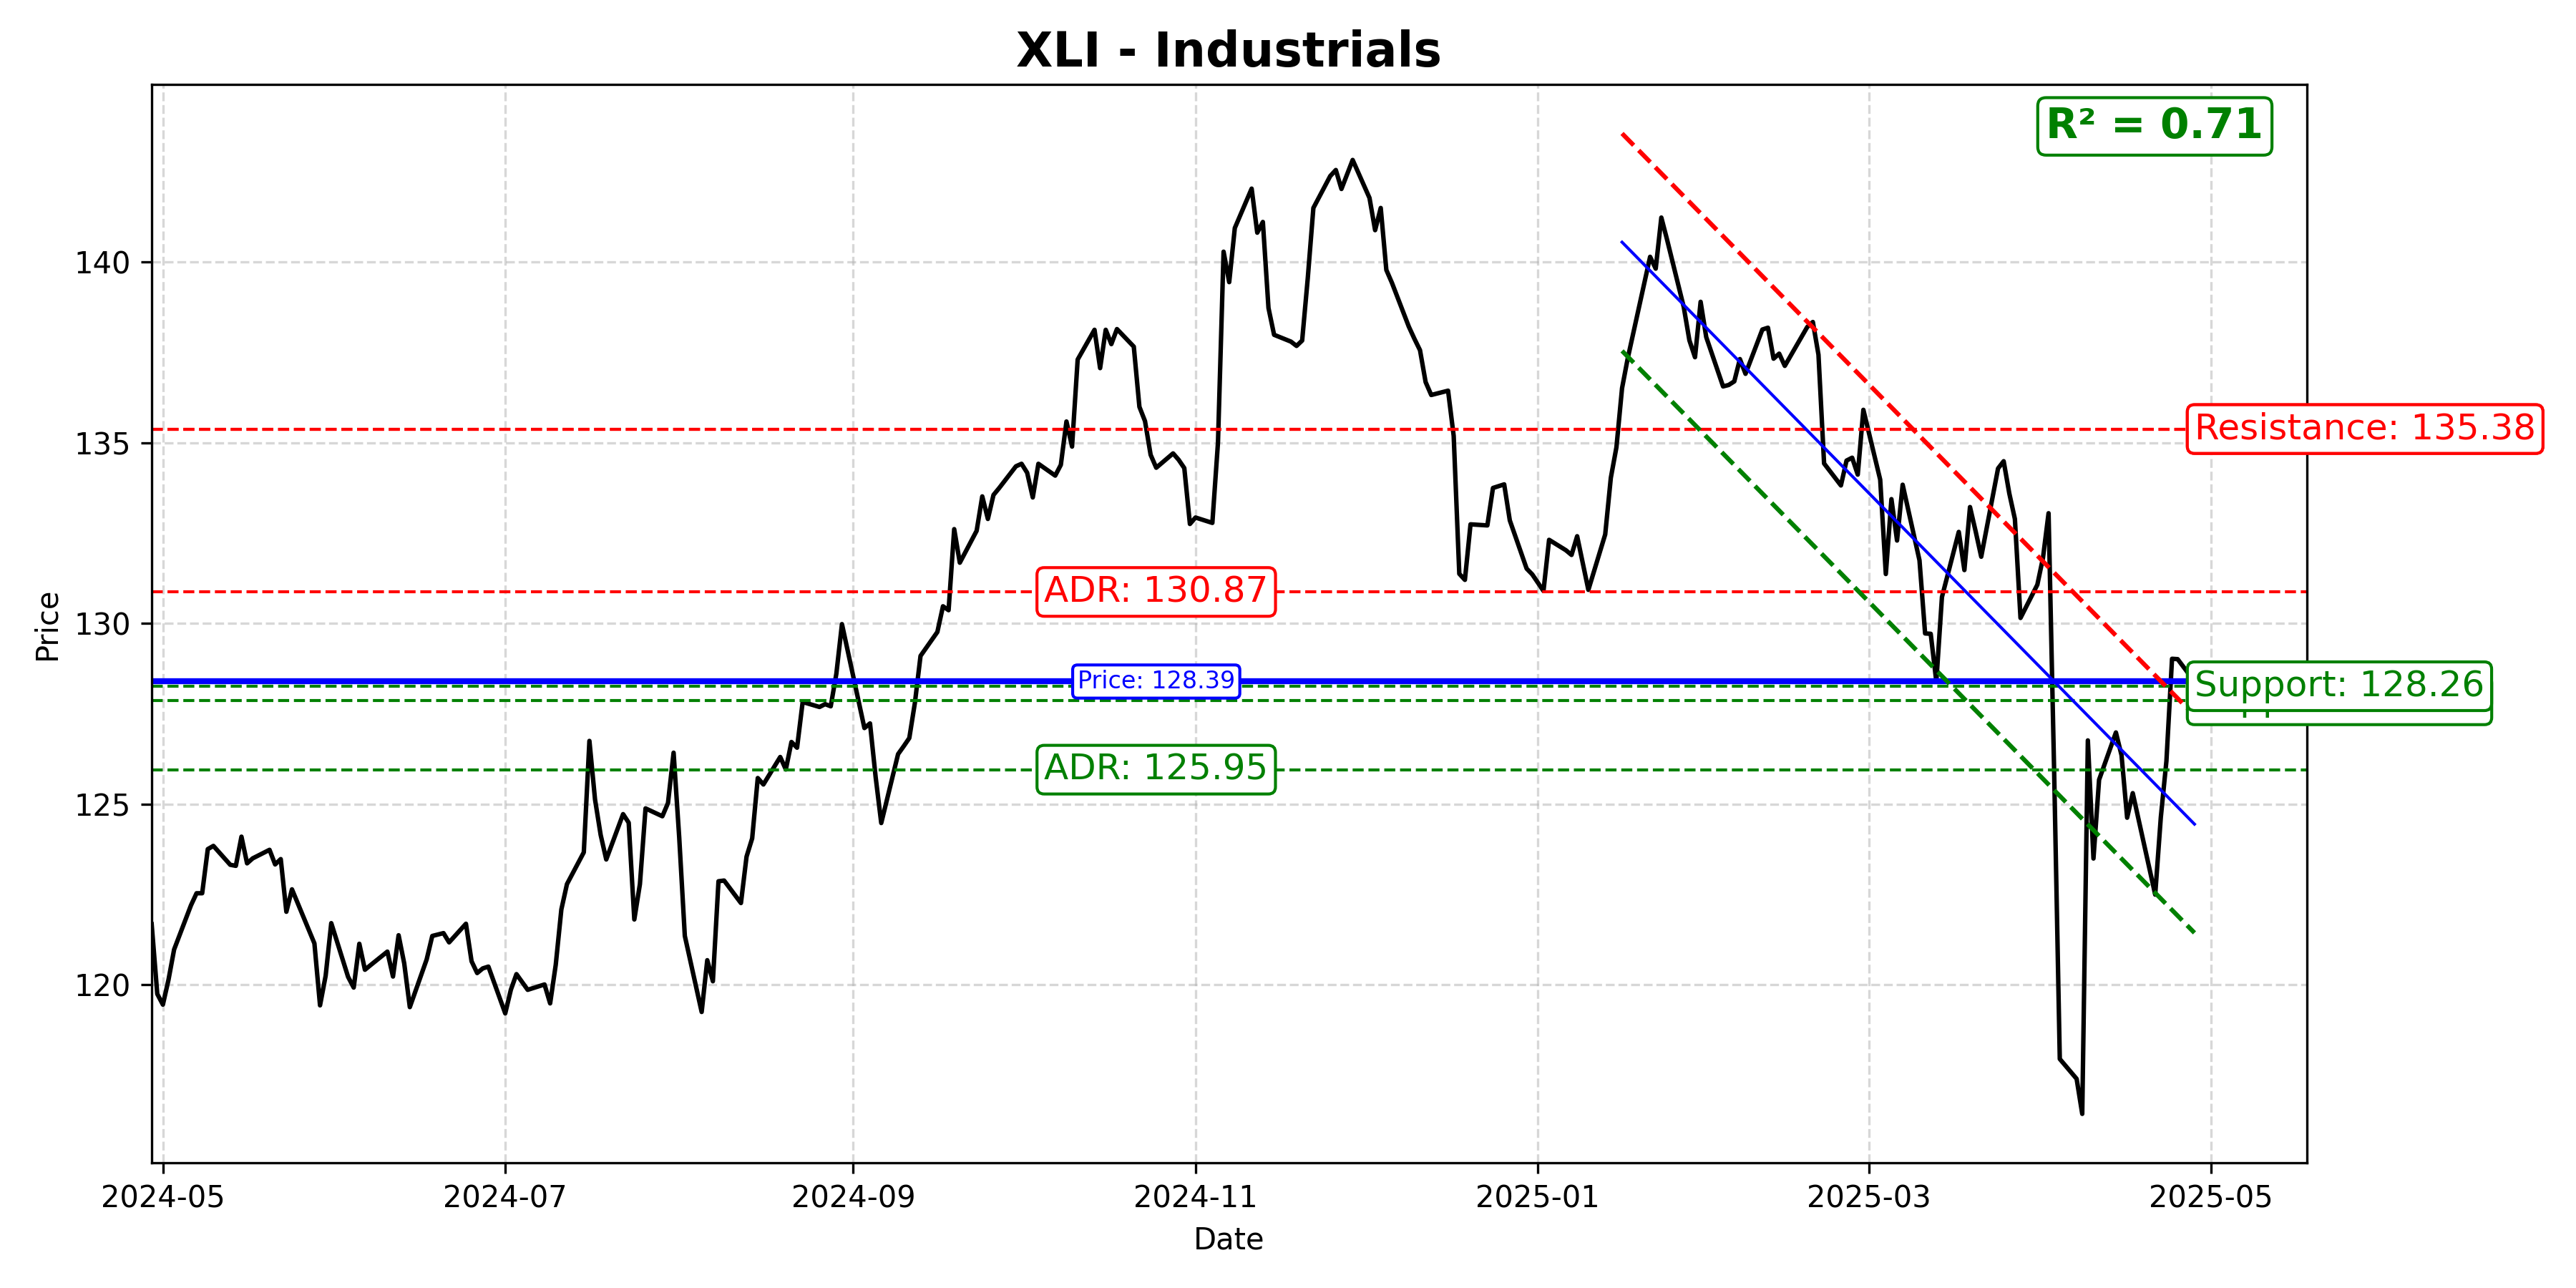 XLI - Industrials
R² = 0.71
140
135
130
125
120
Price
Resistance: 135.38
ADR: 130.87
Price: 128.39
Support: 128.26
ADR: 125.95
2024-05
2024-07
2024-09
2024-11
2025-01
2025-03
2025-05
Date